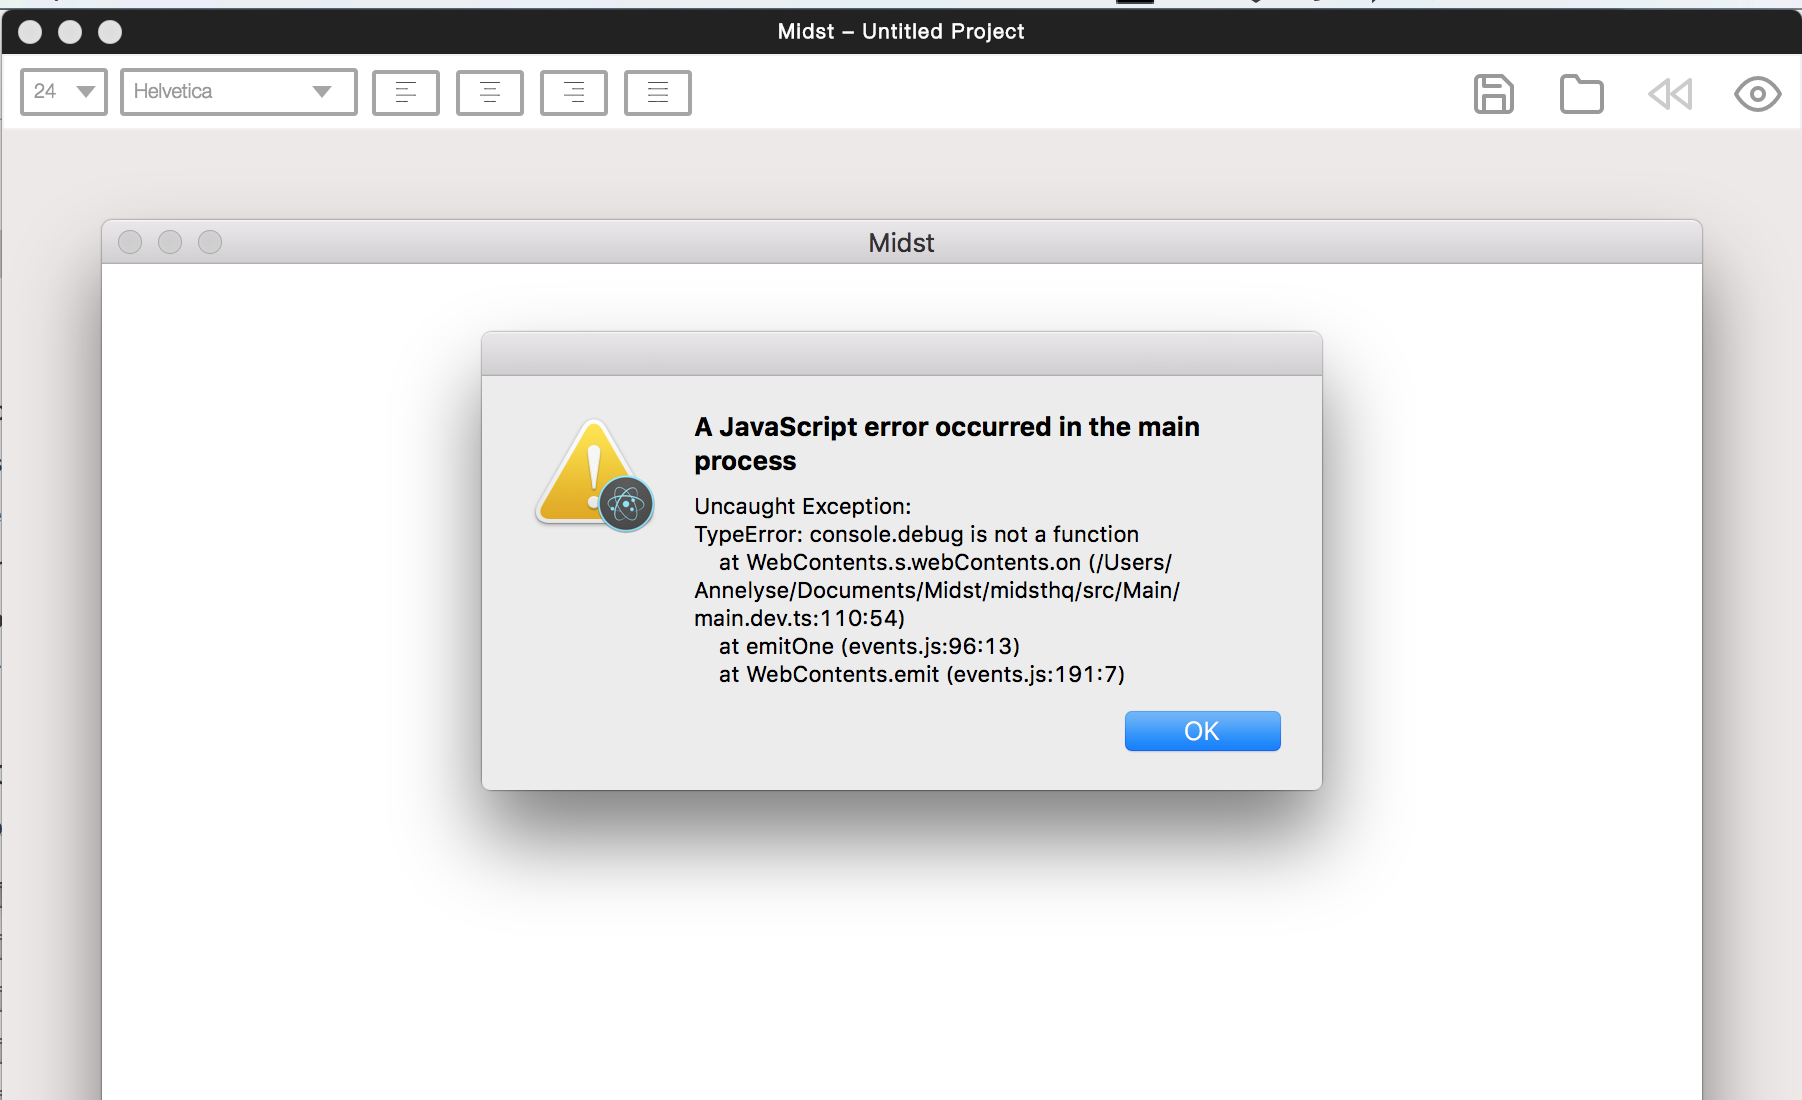 Midst – Untitled Project
24
Helvetica
Midst
A JavaScript error occurred in the main
process
Uncaught Exception:
TypeError: console.debug is not a function
at WebContents.s.webContents.on (/Users/
Annelyse/Documents/Midst/midsthq/src/Main/
main.dev.ts:110:54)
at emitOne (events.js:96:13)
at WebContents.emit (events.js:191:7)
OK